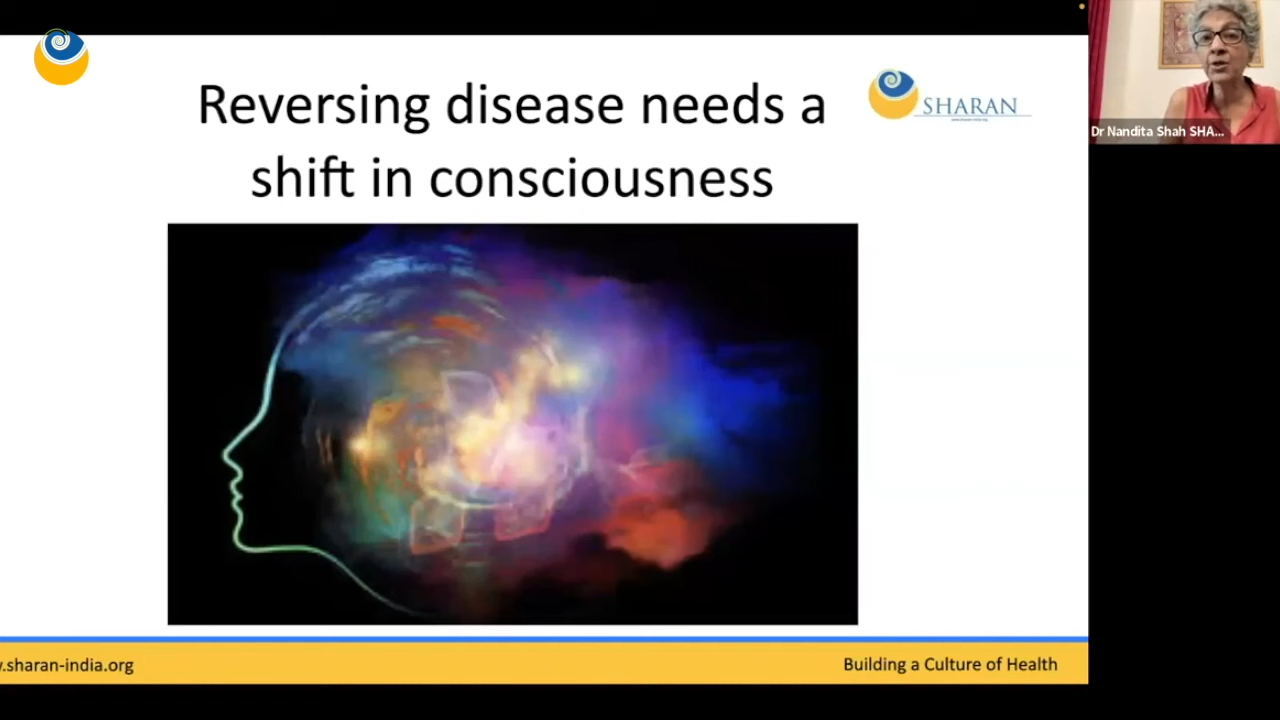 Reversing disease needs a
shift in consciousness
SHARAN
Dr Nandita Shah SHA...
.sharan-india.org
Building a Culture of Health